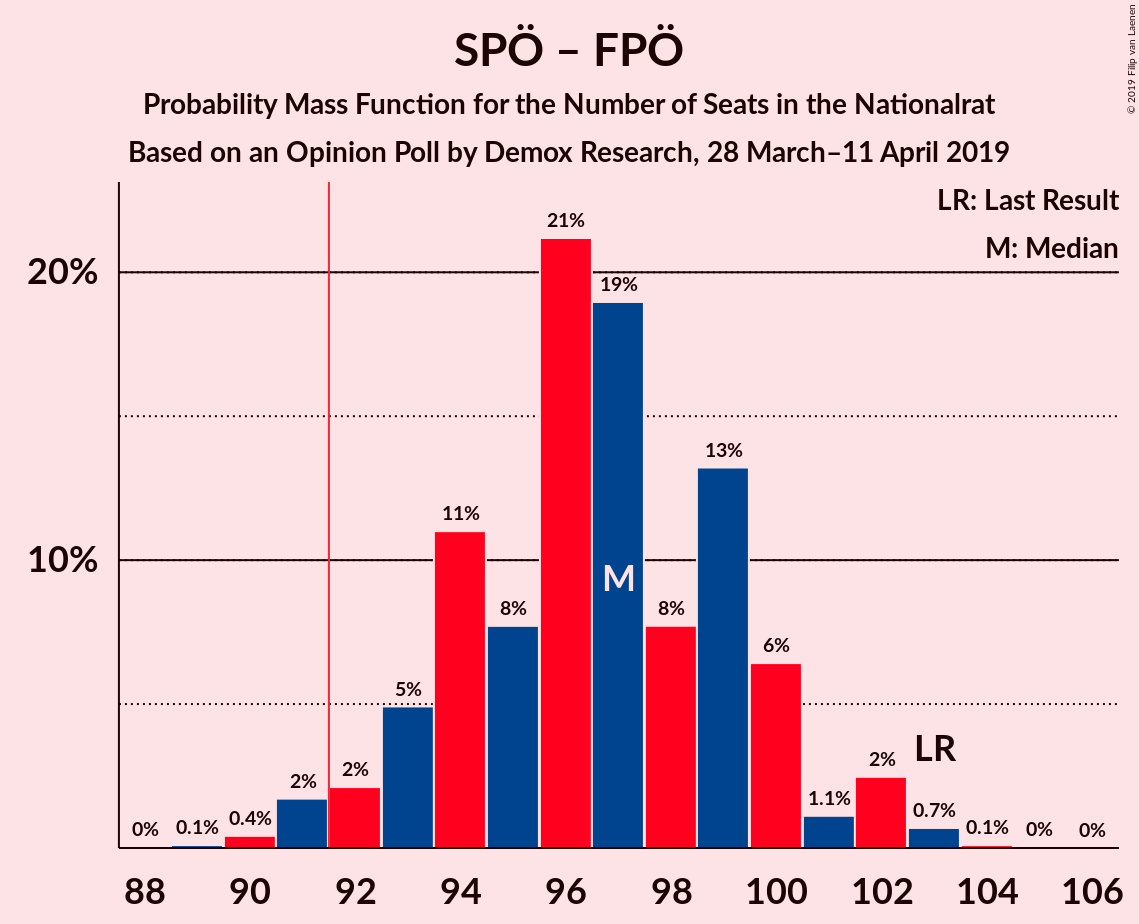 SPÖ – FPÖ
Probability Mass Function for the Number of Seats in the Nationalrat
Based on an Opinion Poll by Demox Research, 28 March–11 April 2019
© 2019 Filip van Laenen
LR: Last Result
M: Median
20%
10%
0%
0.1%
0.4%
2%
2%
5%
11%
8%
21%
19%
M
8%
13%
6%
1.1%
2%
LR
0.7%
0.1%
0%
0%
88 90 92 94 96 98 100 102 104 106